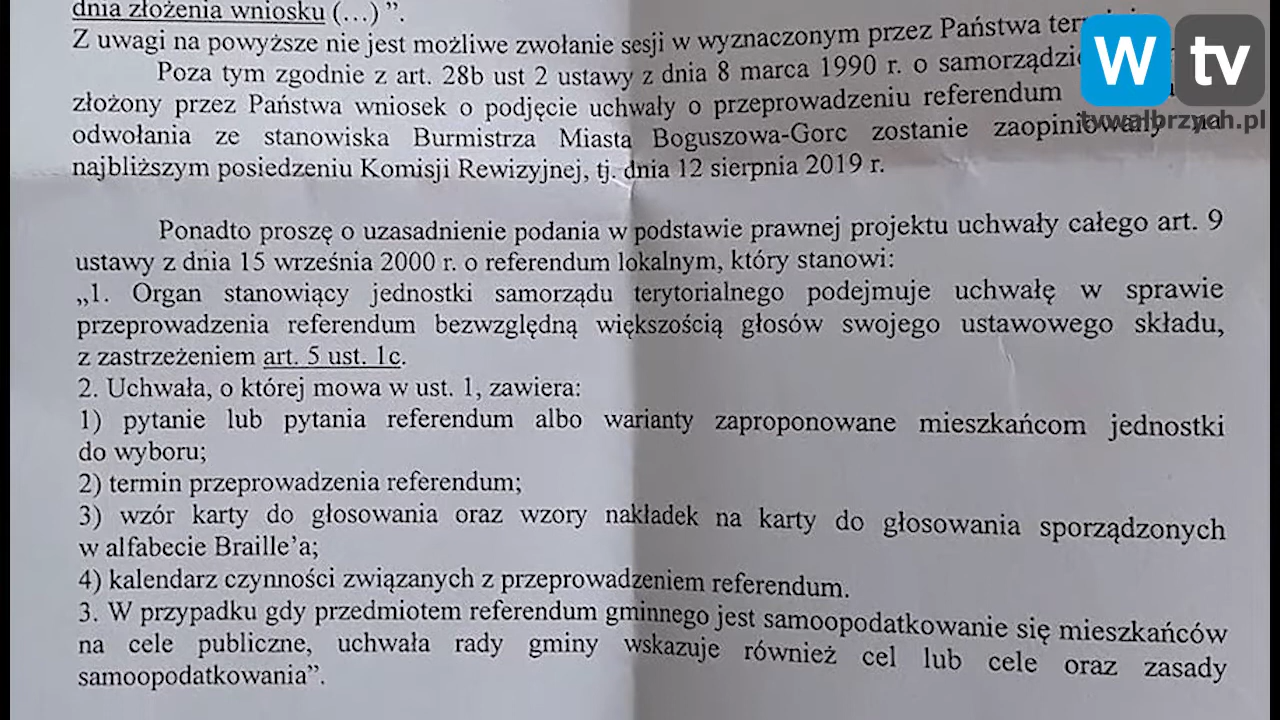 dnia złożenia wniosku (…) ”.
Z uwagi na powyższe nie jest możliwe zwołanie sesji w wyznaczonym przez Państwa
Poza tym zgodnie z art. 28b ust 2 ustawy z dnia 8 marca 1990 r. o
złożony przez Państwa wniosek o podjęcie uchwały o przeprowadzeniu referendum
odwołania ze stanowiska Burmistrza Miasta Boguszowa-Gorc zostanie zaopiniowany na
najbliższym posiedzeniu Komisji Rewizyjnej, tj. dnia 12 sierpnia 2019 r.
Ponadto proszę o uzasadnienie podania w podstawie prawnej projektu uchwały całego art. 9
ustawy z dnia 15 września 2000 r. o referendum lokalnym, który stanowi:
„1. Organ stanowiący jednostki samorządu terytorialnego podejmuje uchwałę w sprawie
przeprowadzenia referendum bezwzględną większością głosów swojego ustawowego składu,
z zastrzeżeniem art. 5 ust. 1c.
2. Uchwała, o której mowa w ust. 1, zawiera:
1) pytanie lub pytania referendum albo warianty zaproponowane mieszkańcom jednostki
do wyboru;
2) termin przeprowadzenia referendum;
3) wzór karty do głosowania oraz wzory nakładek na karty do głosowania sporządzonych
w alfabecie Braille’a;
4) kalendarz czynności związanych z przeprowadzeniem referendum.
3. W przypadku gdy przedmiotem referendum gminnego jest samoopodatkowanie się mieszkańców
na cele publiczne, uchwała rady gminy wskazuje również cel lub cele oraz zasady
samoopodatkowania”.
W tv
tvwalbrzych.pl